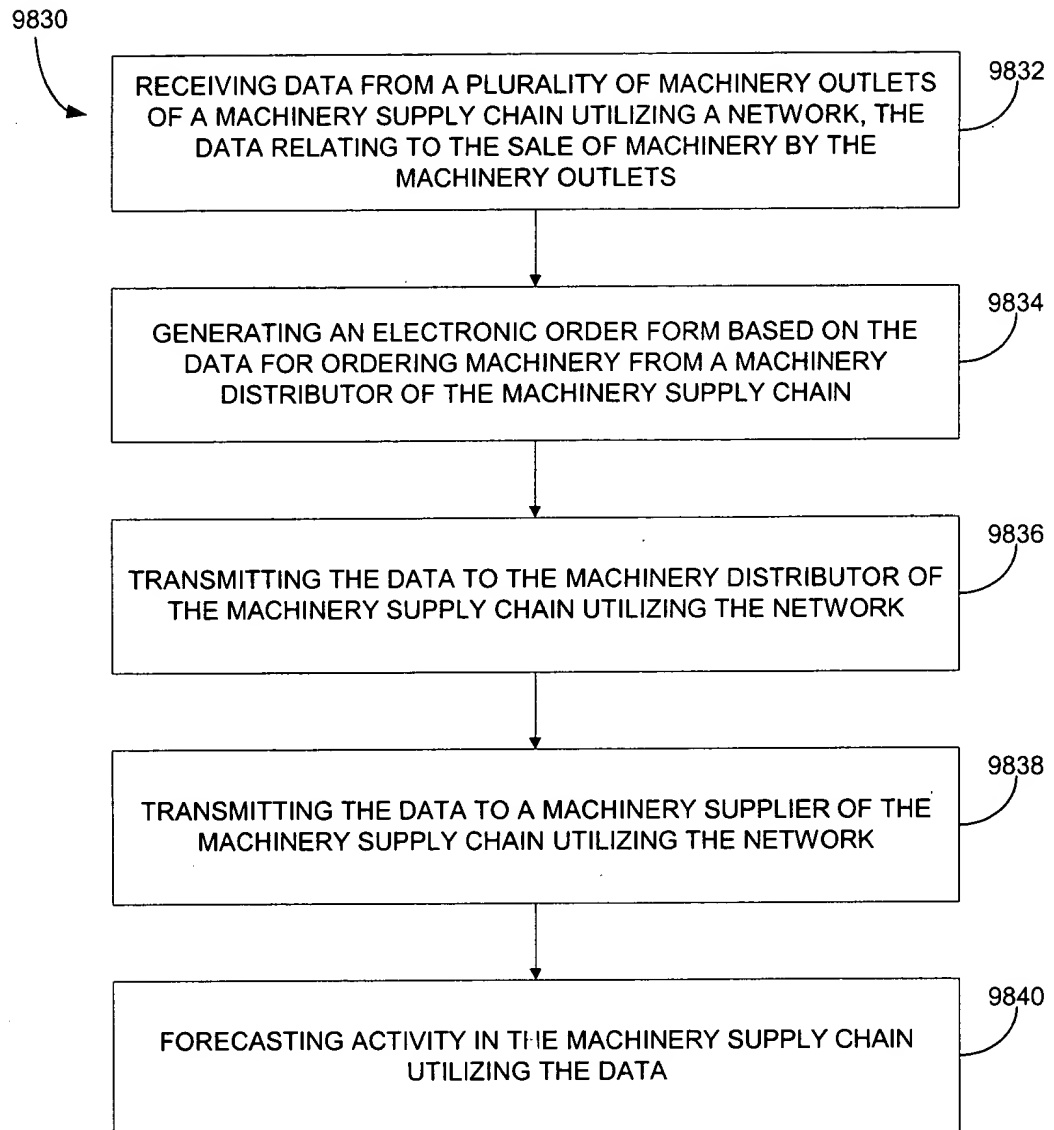 9830
RECEIVING DATA FROM A PLURALITY OF MACHINERY OUTLETS
OF A MACHINERY SUPPLY CHAIN UTILIZING A NETWORK, THE
DATA RELATING TO THE SALE OF MACHINERY BY THE
MACHINERY OUTLETS
9832
GENERATING AN ELECTRONIC ORDER FORM BASED ON THE
DATA FOR ORDERING MACHINERY FROM A MACHINERY
DISTRIBUTOR OF THE MACHINERY SUPPLY CHAIN
9834
TRANSMITTING THE DATA TO THE MACHINERY DISTRIBUTOR OF
THE MACHINERY SUPPLY CHAIN UTILIZING THE NETWORK
9836
TRANSMITTING THE DATA TO A MACHINERY SUPPLIER OF THE
MACHINERY SUPPLY CHAIN UTILIZING THE NETWORK
9838
FORECASTING ACTIVITY IN THE MACHINERY SUPPLY CHAIN
UTILIZING THE DATA
9840